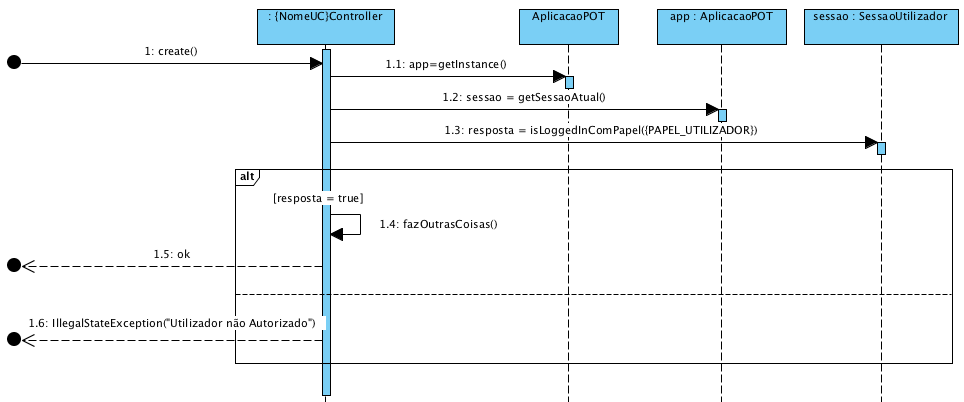 : {NomeUC}Controller
AplicacaoPOT
app : AplicacaoPOT
sessao : SessaoUtilizador
1: create()
1.1: app=getInstance()
1.2: sessao = getSessaoAtual()
1.3: resposta = isLoggedInComPapel({PAPEL_UTILIZADOR})
alt
[resposta = true]
1.4: fazOutrasCoisas()
1.5: ok
1.6: IllegalStateException("Utilizador não Autorizado")